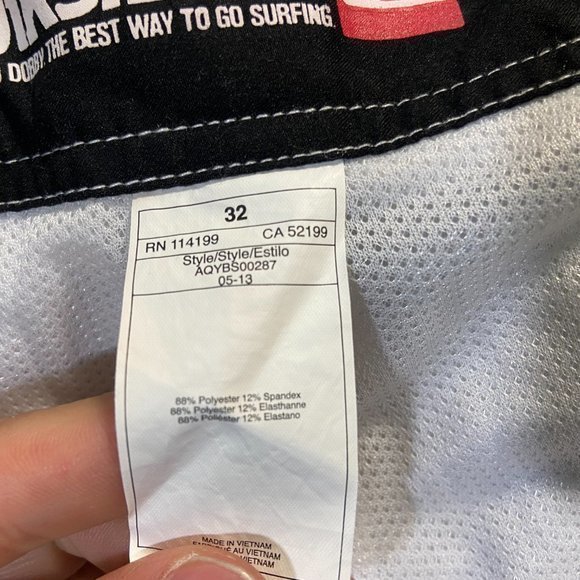 DOBBY THE BEST WAY TO GO SURFING.
32
RN 114199 CA 52199
Style/Style/Estilo
AQYBS00287
05-13
88% Polyester 12% Spandex
88% Polyester 12% Elasthanne
88% Poliéster 12% Elastano
MADE IN VIETNAM
FABRIQUÉ AU VIETNAM